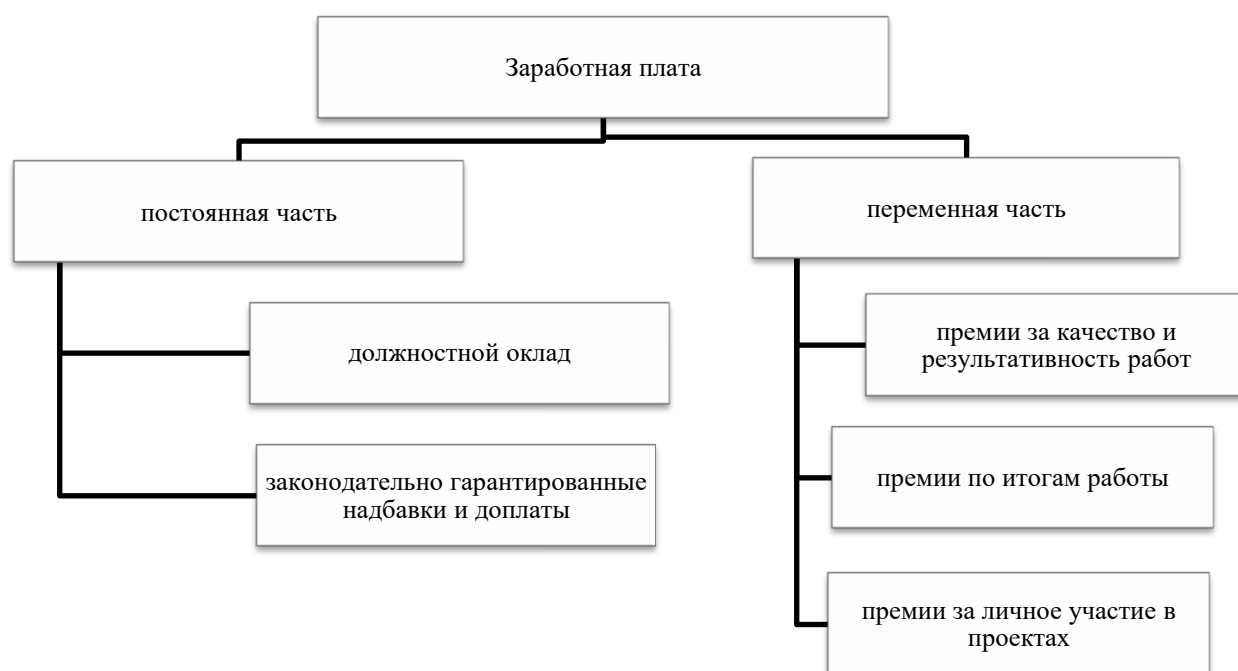 Заработная плата
постоянная часть
переменная часть
должностной оклад
законодательно гарантированные
надбавки и доплаты
премии за качество и
результативность работ
премии по итогам работы
премии за личное участие в
проектах